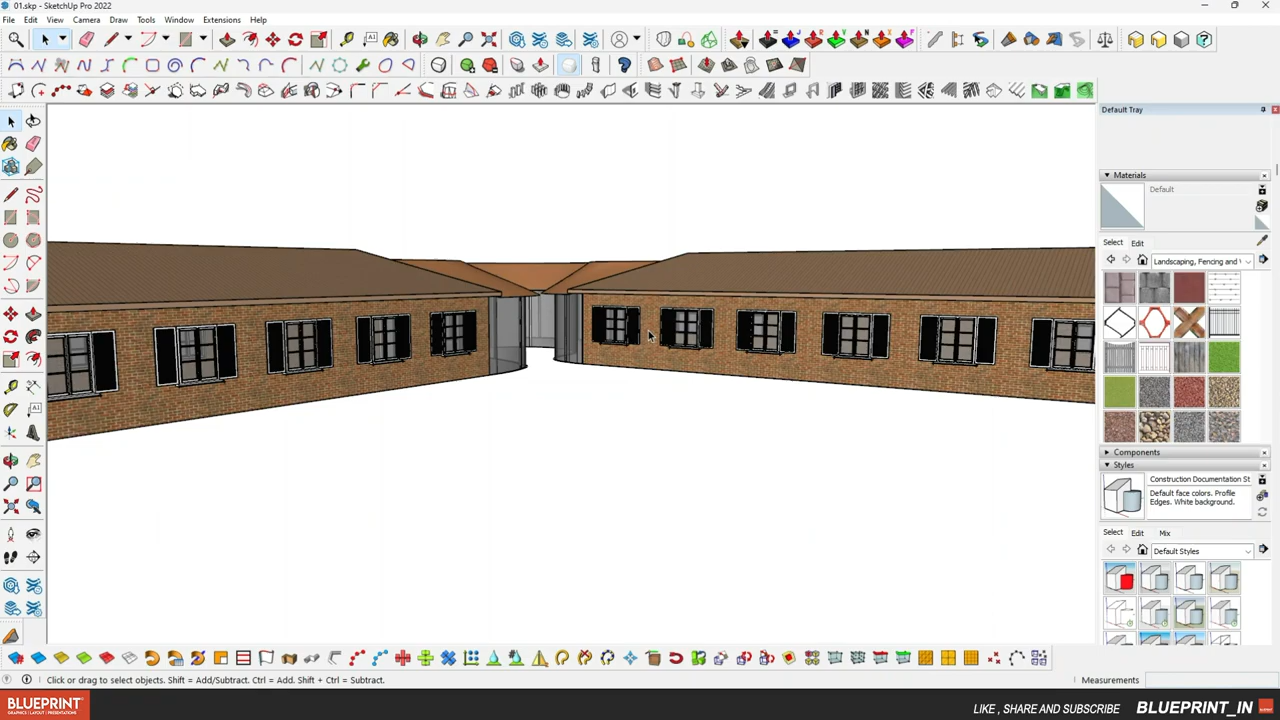 01.skp - SketchUp Pro 2022
File Edit View Camera Draw Tools Window Extensions Help
Default Tray
Materials
Default
Select Edit
Landscaping, Fencing and
Components
Styles
Construction Documentation St
Default face colors. Profile
Edges. White background.
Select Edit Mix
Default Styles
Click or drag to select objects. Shift = Add/Subtract. Ctrl = Add. Shift + Ctrl = Subtract.
Measurements
BLUEPRINT
GRAPHICS | LAYOUT | PRESENTATIONS
LIKE , SHARE AND SUBSCRIBE BLUEPRINT_IN